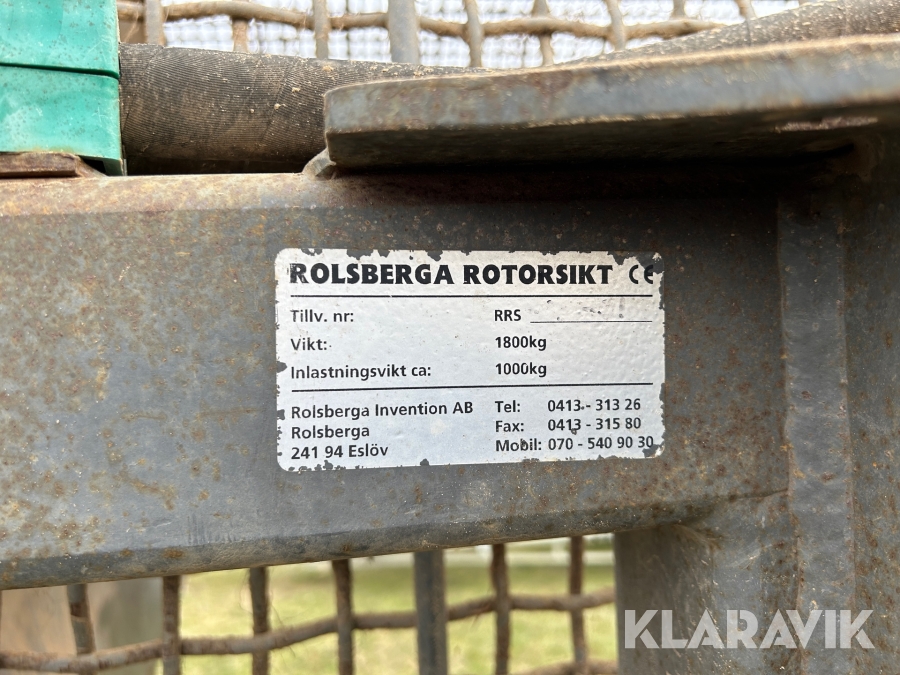 ROLSBERGA ROTORSIKT CE
Tillv. nr: RRS
Vikt: 1800kg
Inlastningsvikt ca: 1000kg
Rolsberga Invention AB
Rolsberga
241 94 Eslöv
Tel: 0413 - 313 26
Fax: 0413 - 315 80
Mobil: 070 - 540 90 30
KLARAVIK